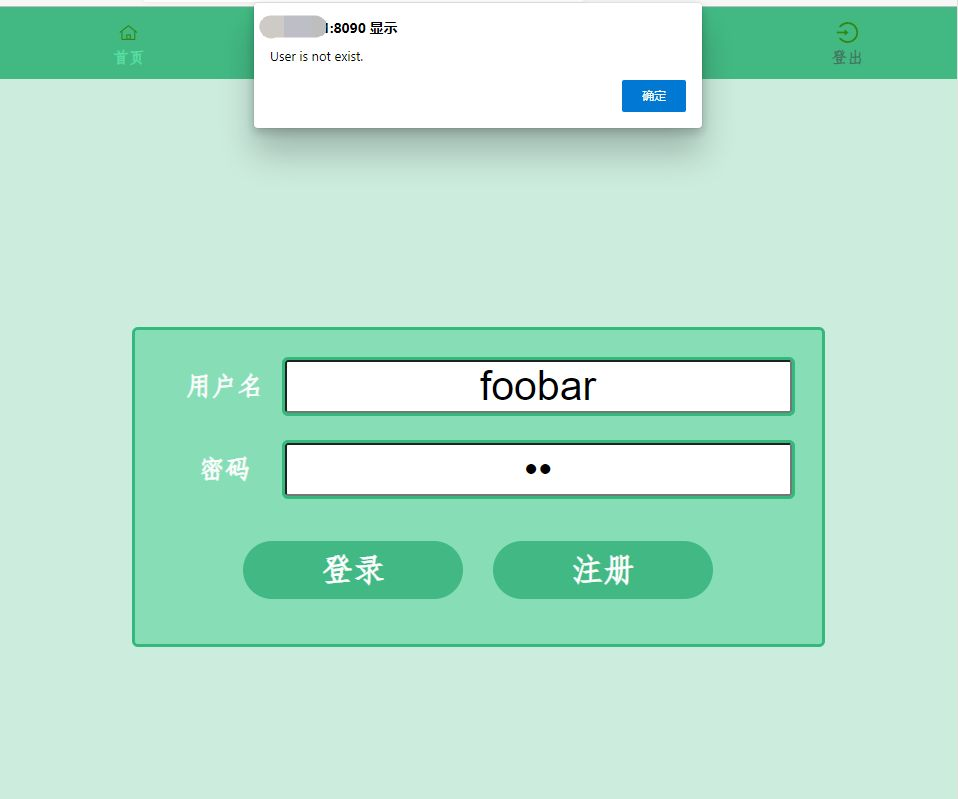 1:8090 显示
User is not exist.
确定
首页
登出
用户名
foobar
密码
登录
注册